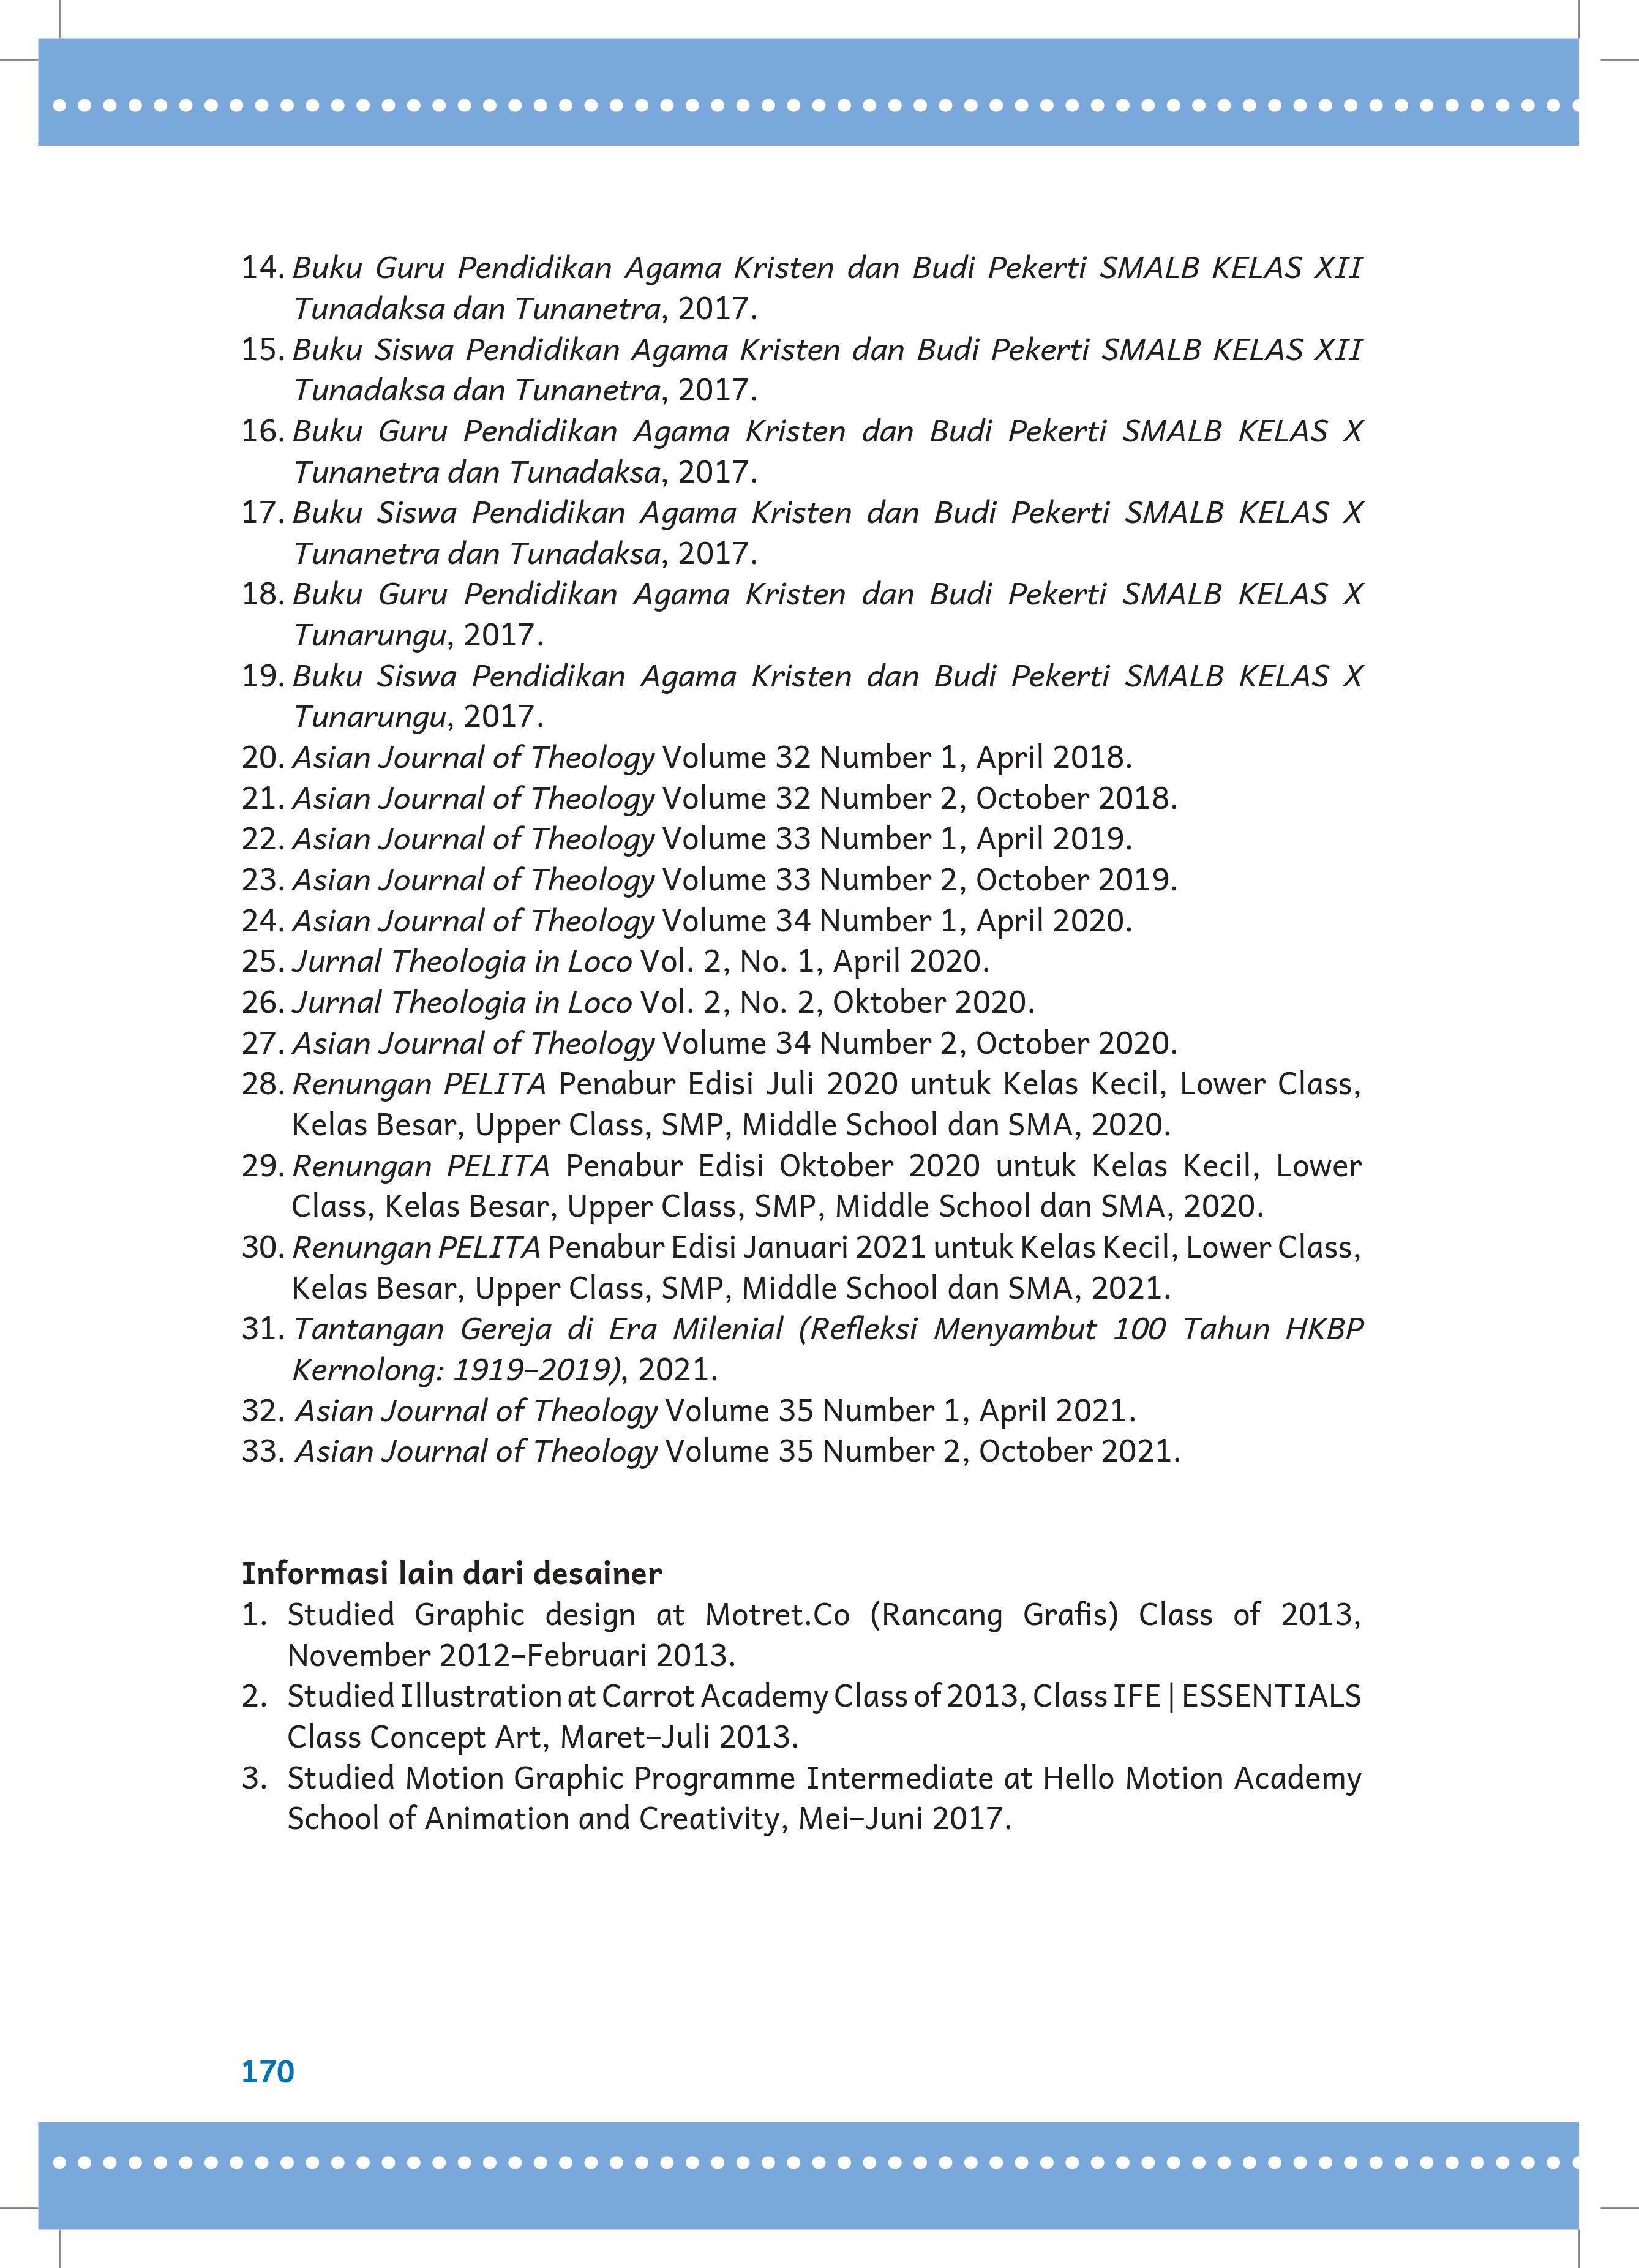 14. Buku Guru Pendidikan Agama Kristen dan Budi Pekerti SMALB KELAS XII
Tunadaksa dan Tunanetra, 2017.
15. Buku Siswa Pendidikan Agama Kristen dan Budi Pekerti SMALB KELAS XII
Tunadaksa dan Tunanetra, 2017.
16. Buku Guru Pendidikan Agama Kristen dan Budi Pekerti SMALB KELAS X
Tunanetra dan Tunadaksa, 2017.
17. Buku Siswa Pendidikan Agama Kristen dan Budi Pekerti SMALB KELAS X
Tunanetra dan Tunadaksa, 2017.
18. Buku Guru Pendidikan Agama Kristen dan Budi Pekerti SMALB KELAS X
Tunarungu, 2017.
19. Buku Siswa Pendidikan Agama Kristen dan Budi Pekerti SMALB KELAS X
Tunarungu, 2017.
20. Asian Journal of Theology Volume 32 Number 1, April 2018.
21. Asian Journal of Theology Volume 32 Number 2, October 2018.
22. Asian Journal of Theology Volume 33 Number 1, April 2019.
23. Asian Journal of Theology Volume 33 Number 2, October 2019.
24. Asian Journal of Theology Volume 34 Number 1, April 2020.
25. Jurnal Theologia in Loco Vol. 2, No. 1, April 2020.
26. Jurnal Theologia in Loco Vol. 2, No. 2, Oktober 2020.
27. Asian Journal of Theology Volume 34 Number 2, October 2020.
28. Renungan PELITA Penabur Edisi Juli 2020 untuk Kelas Kecil, Lower Class,
Kelas Besar, Upper Class, SMP, Middle School dan SMA, 2020.
29. Renungan PELITA Penabur Edisi Oktober 2020 untuk Kelas Kecil, Lower
Class, Kelas Besar, Upper Class, SMP, Middle School dan SMA, 2020.
30. Renungan PELITA Penabur Edisi Januari 2021 untuk Kelas Kecil, Lower Class,
Kelas Besar, Upper Class, SMP, Middle School dan SMA, 2021.
31. Tantangan Gereja di Era Milenial (Refleksi Menyambut 100 Tahun HKBP
Kernolong: 1919–2019), 2021.
32. Asian Journal of Theology Volume 35 Number 1, April 2021.
33. Asian Journal of Theology Volume 35 Number 2, October 2021.
Informasi lain dari desainer
1. Studied Graphic design at Motret.Co (Rancang Grafis) Class of 2013,
November 2012–Februari 2013.
2. Studied Illustration at Carrot Academy Class of 2013, Class IFE | ESSENTIALS
Class Concept Art, Maret–Juli 2013.
3. Studied Motion Graphic Programme Intermediate at Hello Motion Academy
School of Animation and Creativity, Mei–Juni 2017.
170